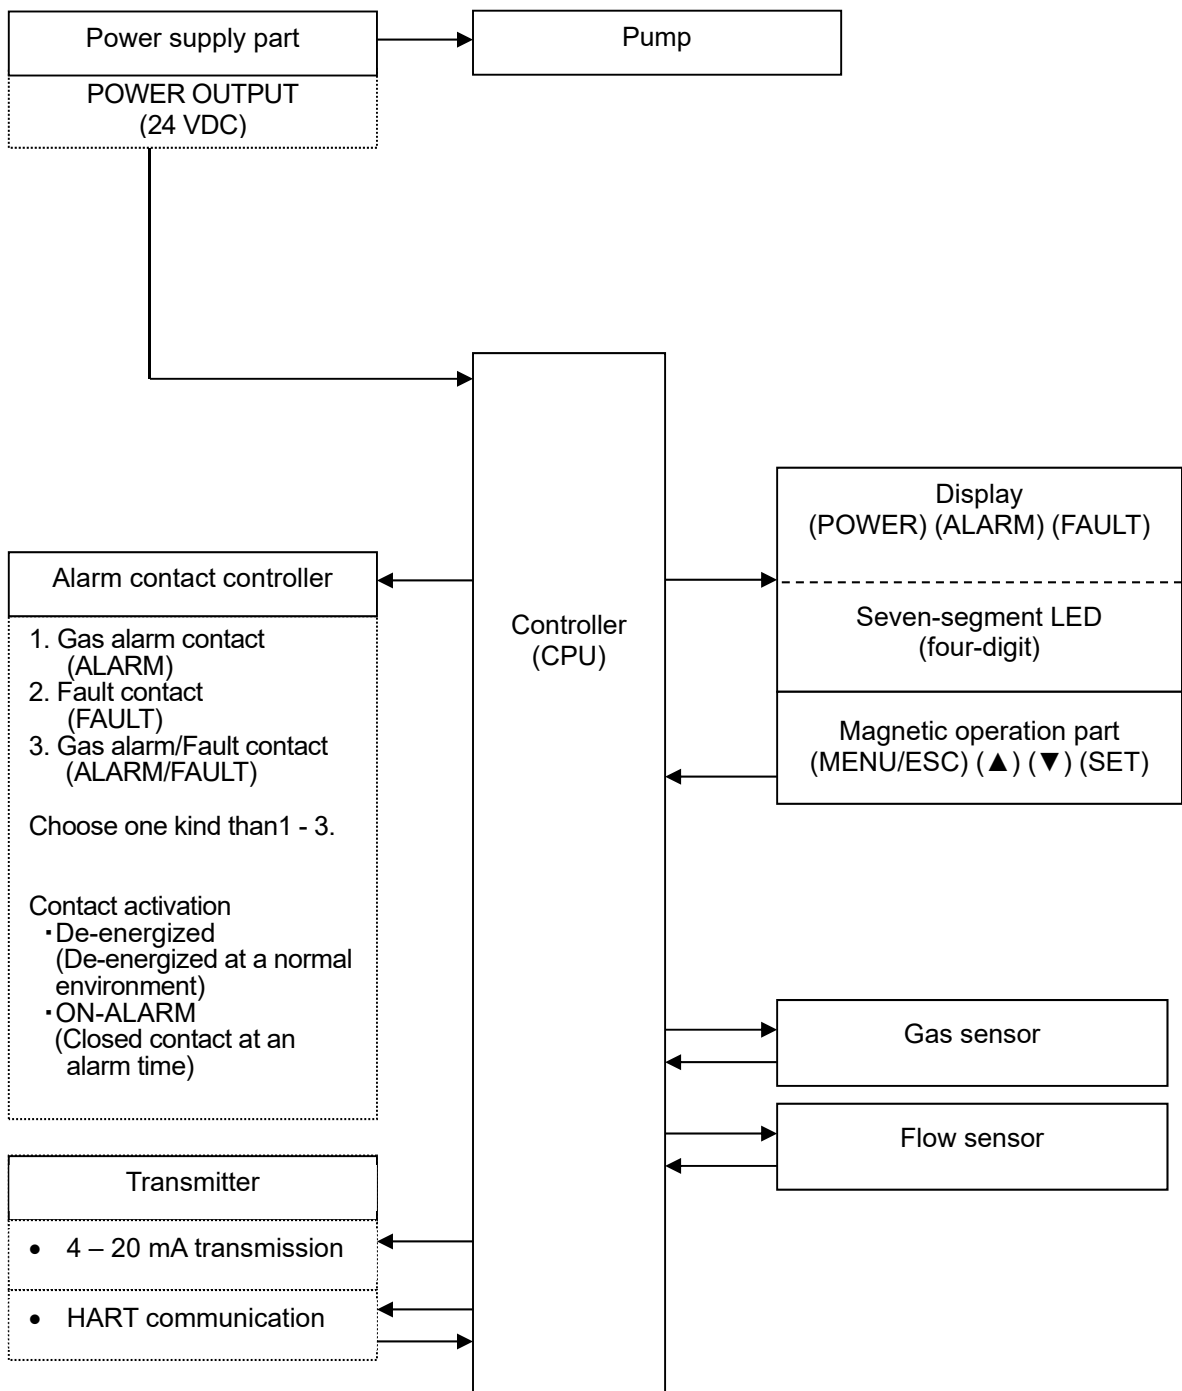 Power supply part
POWER OUTPUT
(24 VDC)
Pump
Controller
(CPU)
Display
(POWER) (ALARM) (FAULT)
Seven-segment LED
(four-digit)
Magnetic operation part
(MENU/ESC) (▲) (▼) (SET)
Alarm contact controller
1. Gas alarm contact
(ALARM)
2. Fault contact
(FAULT)
3. Gas alarm/Fault contact
(ALARM/FAULT)
Choose one kind than1 - 3.
Contact activation
・De-energized
(De-energized at a normal
environment)
・ON-ALARM
(Closed contact at an
alarm time)
Gas sensor
Flow sensor
Transmitter
• 4 – 20 mA transmission
• HART communication